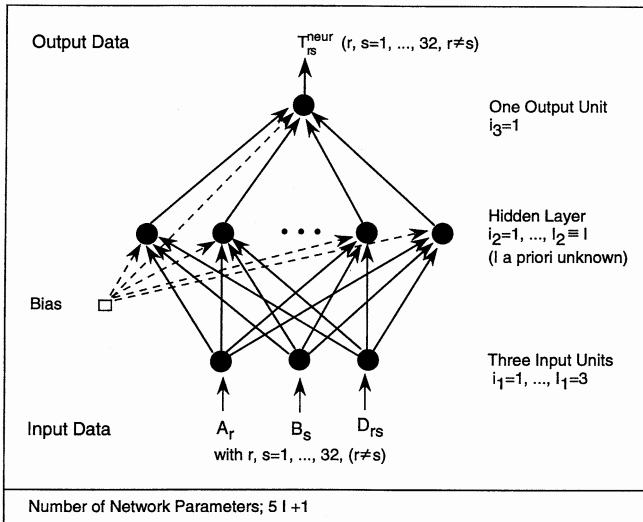 Output Data
T_rs^neur (r, s=1, ..., 32, r≠s)
One Output Unit
i₃=1
Hidden Layer
i₂=1, ..., I₂≡I
(I a priori unknown)
Bias
Three Input Units
i₁=1, ..., I₁=3
Input Data
A_r B_s D_rs
with r, s=1, ..., 32, (r≠s)
Number of Network Parameters; 5 I +1